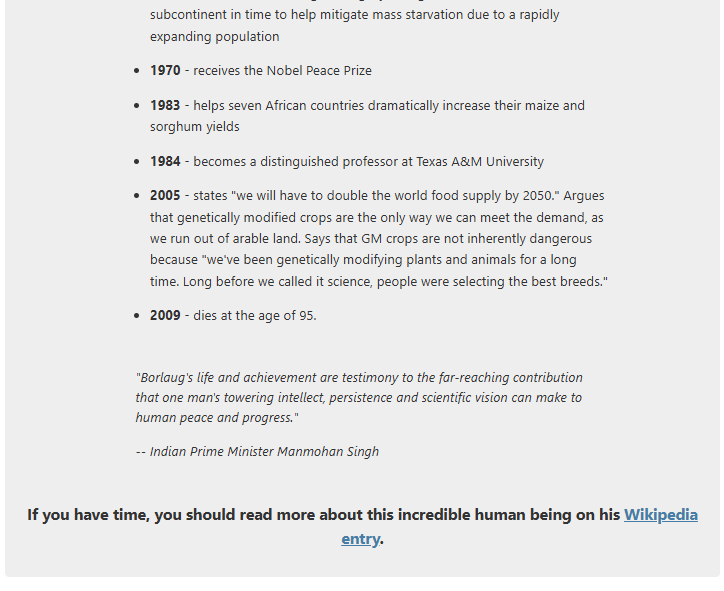 subcontinent in time to help mitigate mass starvation due to a rapidly
expanding population
1970 - receives the Nobel Peace Prize
1983 - helps seven African countries dramatically increase their maize and
sorghum yields
1984 - becomes a distinguished professor at Texas A&M University
2005 - states "we will have to double the world food supply by 2050." Argues
that genetically modified crops are the only way we can meet the demand, as
we run out of arable land. Says that GM crops are not inherently dangerous
because "we've been genetically modifying plants and animals for a long
time. Long before we called it science, people were selecting the best breeds."
2009 - dies at the age of 95.
"Borlaug's life and achievement are testimony to the far-reaching contribution
that one man's towering intellect, persistence and scientific vision can make to
human peace and progress."
-- Indian Prime Minister Manmohan Singh
If you have time, you should read more about this incredible human being on his Wikipedia
entry.